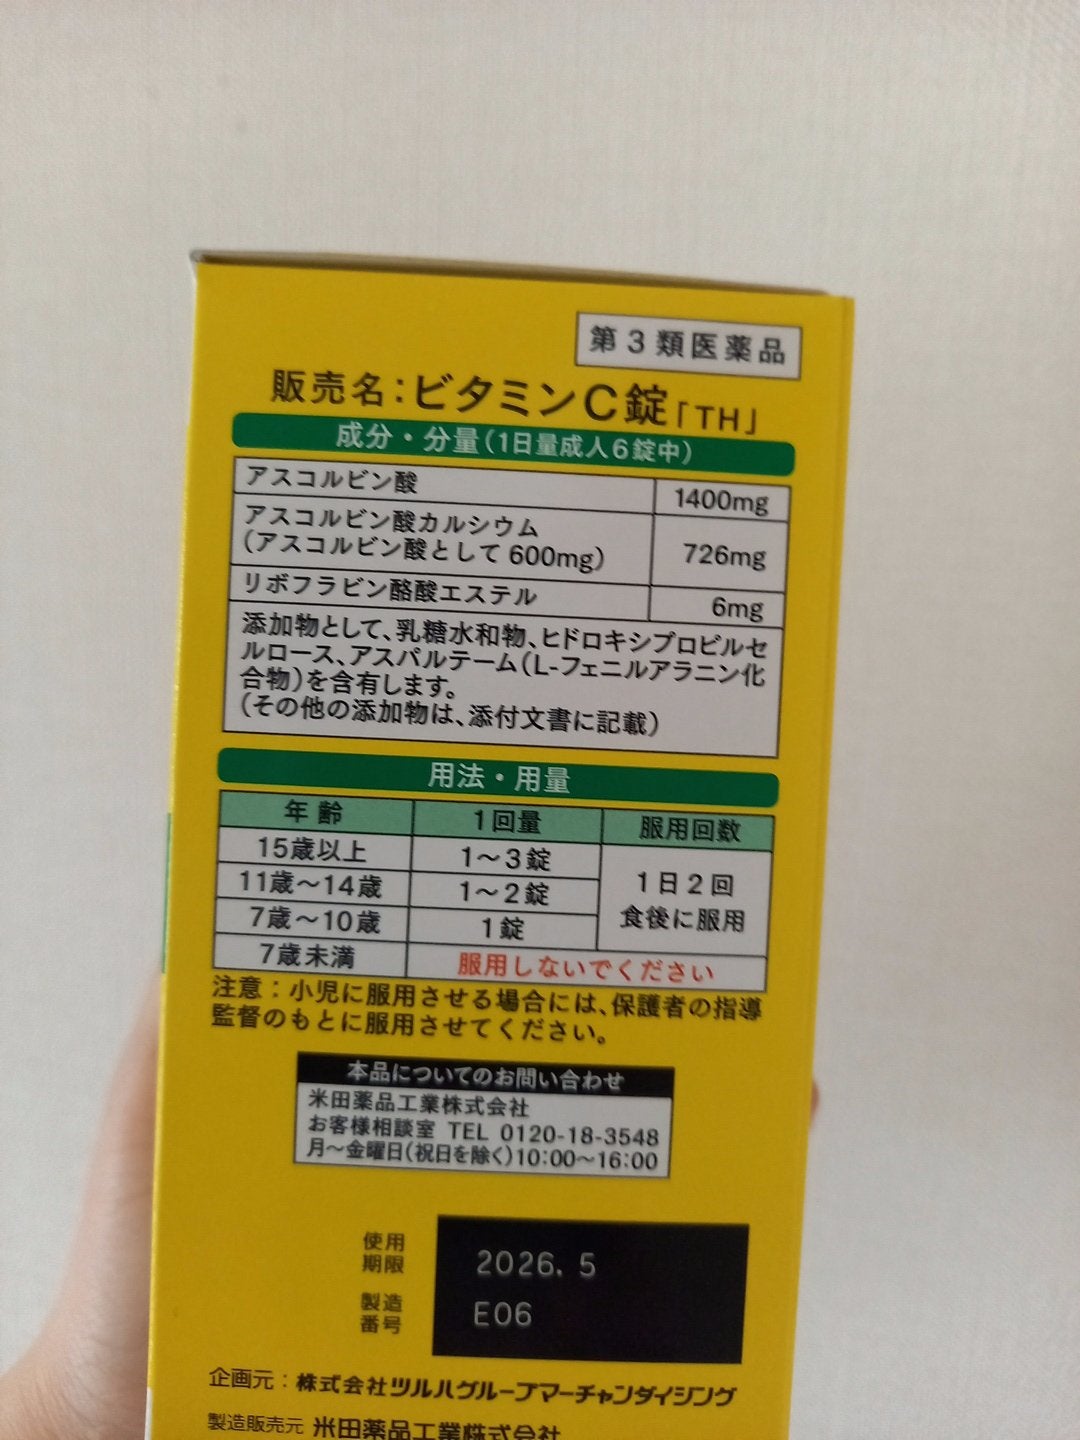 第3類医薬品
販売名：ビタミンC錠「TH」
成分・分量（1日量成人6錠中）
アスコルビン酸 1400mg
アスコルビン酸カルシウム
（アスコルビン酸として600mg） 726mg
リボフラビン酪酸エステル 6mg
添加物として、乳糖水和物、ヒドロキシプロピルセ
ルロース、アスパルテーム（L-フェニルアラニン化
合物）を含有します。
（その他の添加物は、添付文書に記載）
用法・用量
年齢 1回量 服用回数
15歳以上 1〜3錠
11歳〜14歳 1〜2錠
1日2回
食後に服用
7歳〜10歳 1錠
7歳未満 服用しないでください
注意：小児に服用させる場合には、保護者の指導
監督のもとに服用させてください。
本品についてのお問い合わせ
米田薬品工業株式会社
お客様相談室 TEL 0120-18-3548
月〜金曜日（祝日を除く）10：00〜16：00
使用
期限 2026.5
製造
番号 E06
企画元：株式会社ツルハグループマーチャンダイジング
製造販売元 米田薬品工業株式会社